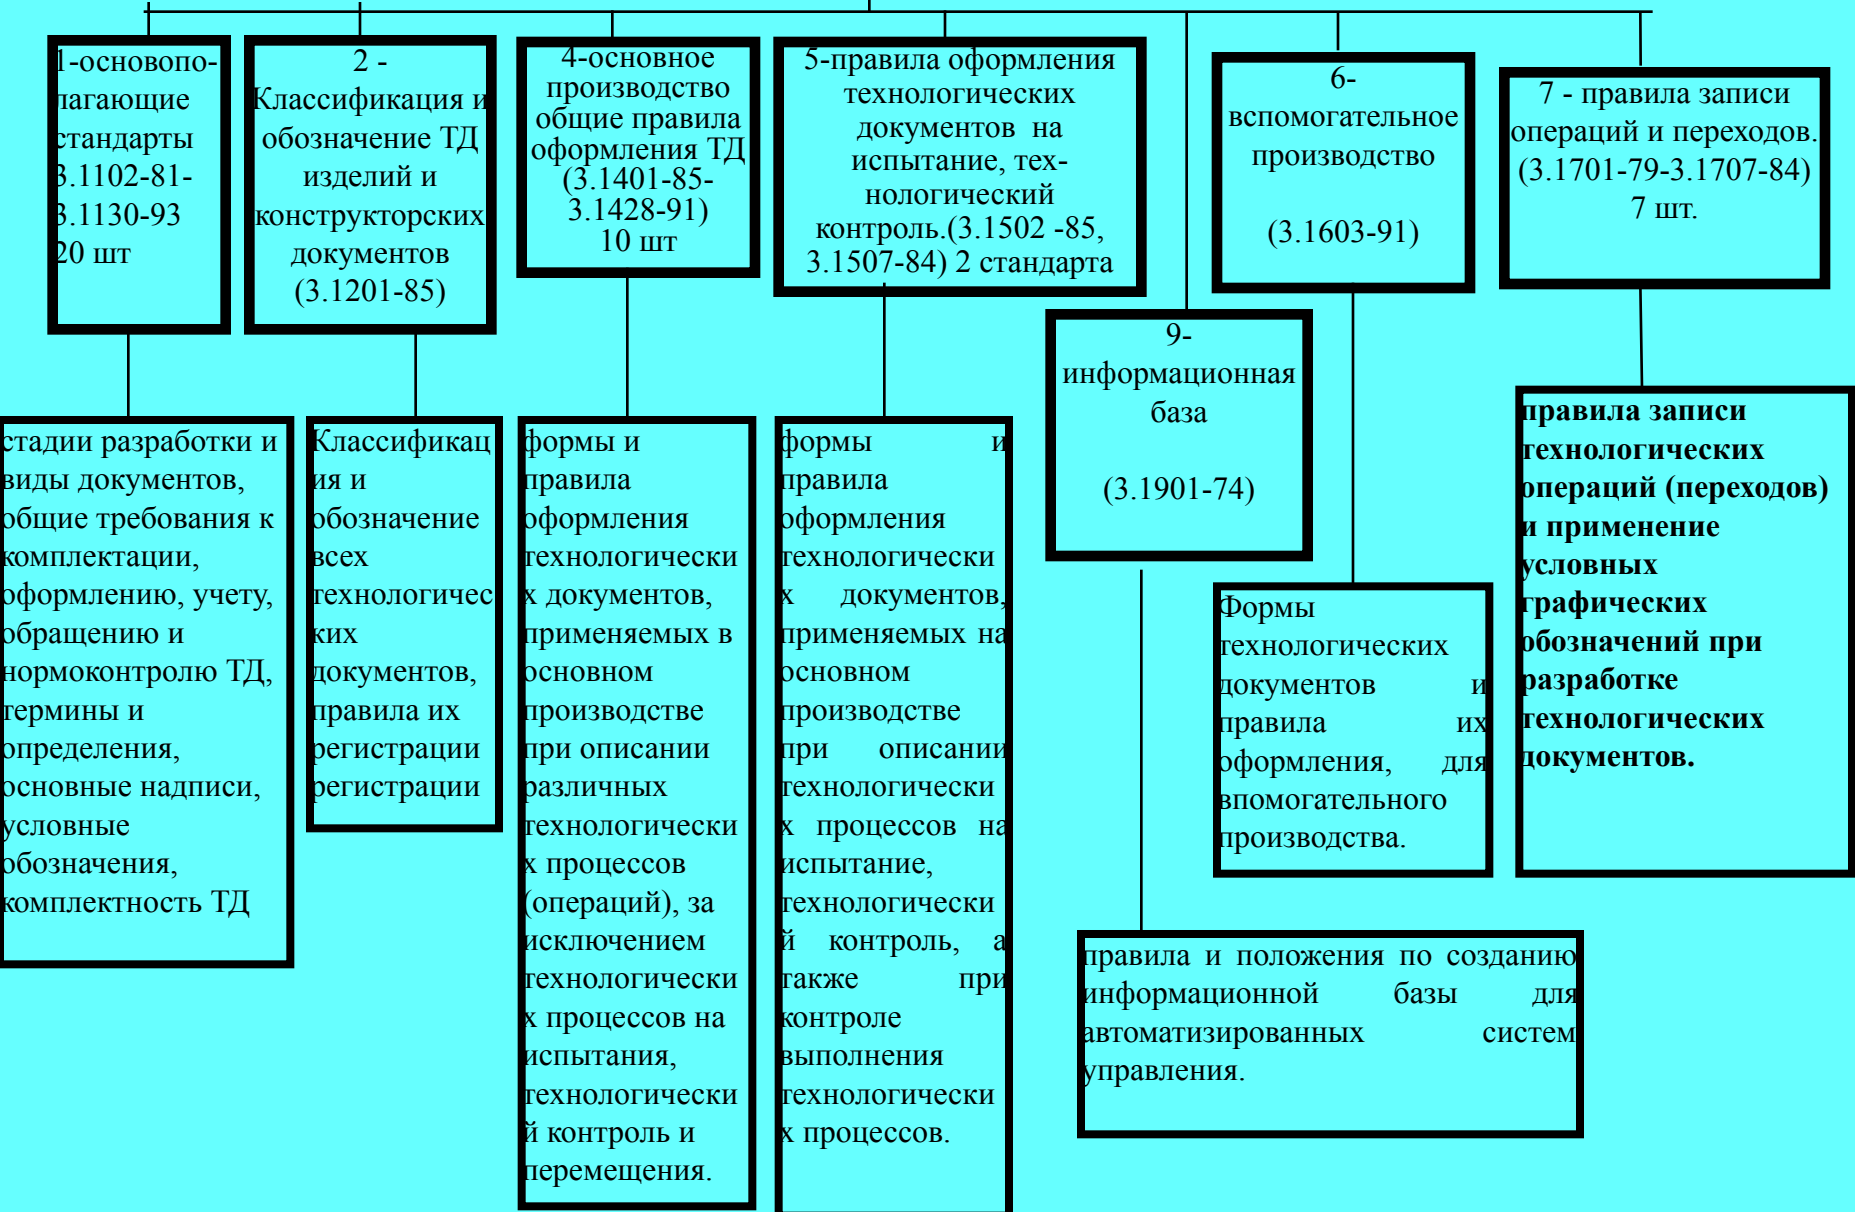 1-основопо-
лагающие
стандарты
3.1102-81-
3.1130-93
20 шт
2 -
Классификация и
обозначение ТД
изделий и
конструкторских
документов
(3.1201-85)
4-основное
производство
общие правила
оформления ТД
(3.1401-85-
3.1428-91)
10 шт
5-правила оформления
технологических
документов на
испытание, тех-
нологический
контроль.(3.1502 -85,
3.1507-84) 2 стандарта
6-
вспомогательное
производство
(3.1603-91)
7 - правила записи
операций и переходов.
(3.1701-79-3.1707-84)
7 шт.
9-
информационная
база
(3.1901-74)
стадии разработки и
виды документов,
общие требования к
комплектации,
оформлению, учету,
обращению и
нормоконтролю ТД,
термины и
определения,
основные надписи,
условные
обозначения,
комплектность ТД
Классификац
ия и
обозначение
всех
технологичес
ких
документов,
правила их
регистрации
регистрации
формы и
правила
оформления
технологически
х документов,
применяемых в
основном
производстве
при описании
различных
технологически
х процессов
(операций), за
исключением
технологически
х процессов на
испытания,
технологически
й контроль и
перемещения.
формы и
правила
оформления
технологически
х документов,
применяемых на
основном
производстве
при описании
технологически
х процессов на
испытание,
технологически
й контроль, а
также при
контроле
выполнения
технологически
х процессов.
Формы
технологических
документов и
правила их
оформления, для
впомогательного
производства.
правила записи
технологических
операций (переходов)
и применение
условных
графических
обозначений при
разработке
технологических
документов.
правила и положения по созданию
информационной базы для
автоматизированных систем
управления.